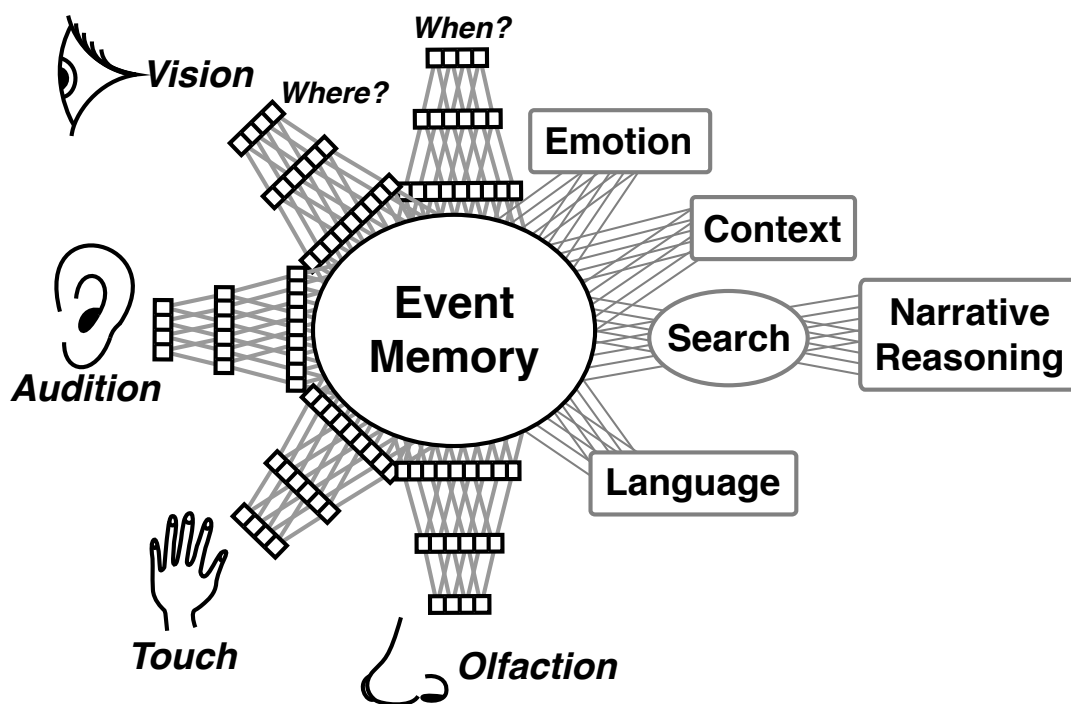 When?
Vision
Where?
Emotion
Context
Event
Memory
Search
Narrative
Reasoning
Audition
Language
Touch
Olfaction